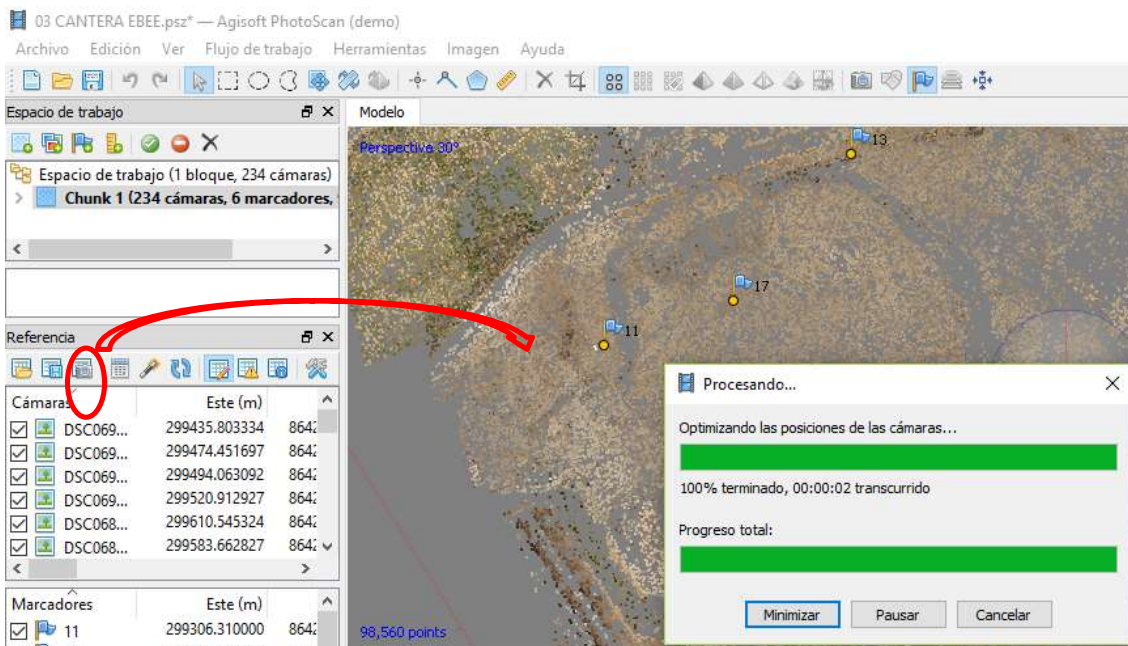 03 CANTERA EBEE.psz* — Agisoft PhotoScan (demo)
Archivo Edición Ver Flujo de trabajo Herramientas Imagen Ayuda
Espacio de trabajo
Espacio de trabajo (1 bloque, 234 cámaras)
Chunk 1 (234 cámaras, 6 marcadores,
Referencia
Cámaras Este (m)
DSC069... 299435.803334 8642
DSC069... 299474.451697 8642
DSC069... 299494.063092 8642
DSC069... 299520.912927 8642
DSC068... 299610.545324 8642
DSC068... 299583.662827 8642
Marcadores Este (m)
11 299306.310000 8642
Modelo
Perspective 30°
13
17
11
98,560 points
Procesando...
Optimizando las posiciones de las cámaras...
100% terminado, 00:00:02 transcurrido
Progreso total:
Minimizar Pausar Cancelar